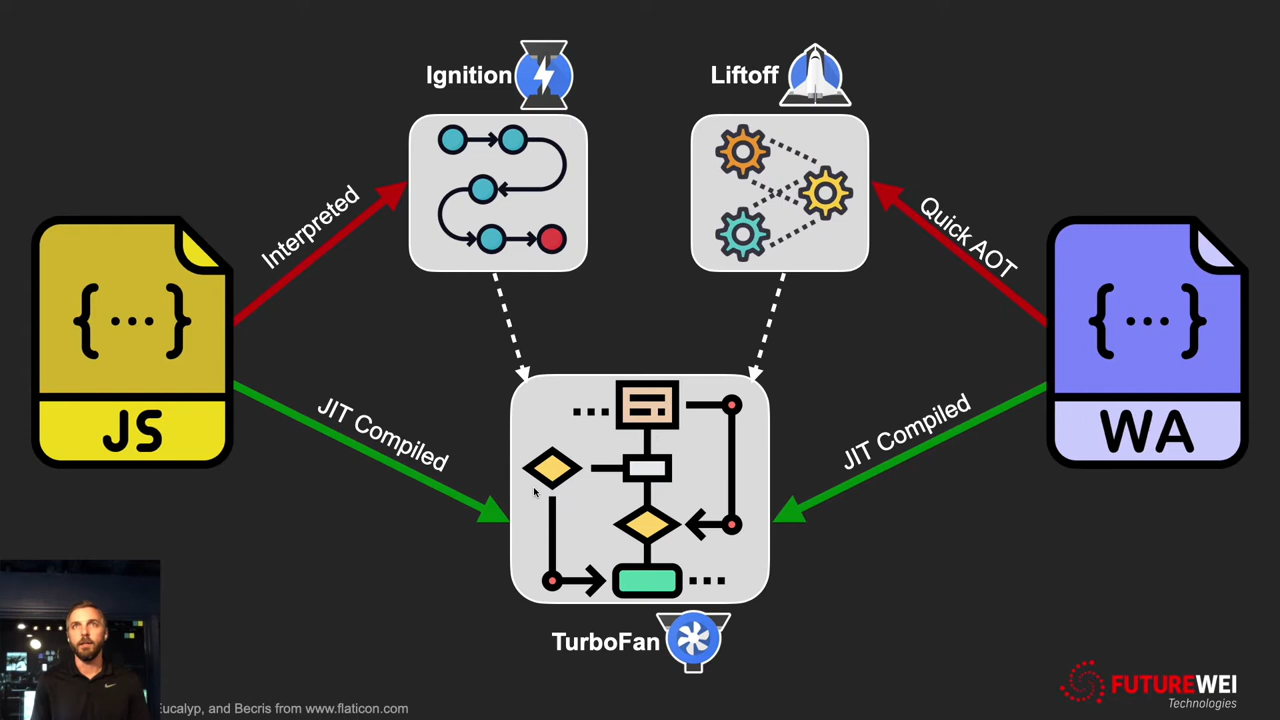 Ignition
Liftoff
Interpreted
Quick AOT
{...}
JS
{...}
WA
JIT Compiled
JIT Compiled
TurboFan
Eucalyp, and Becris from www.flaticon.com
FUTUREWEI
Technologies